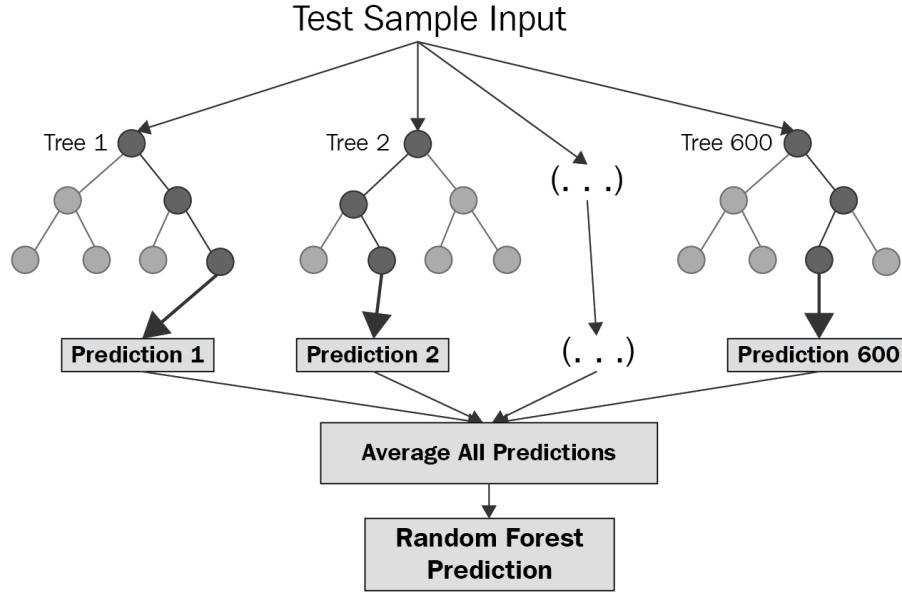 Test Sample Input
Tree 1
Tree 2
Tree 600
(. . .)
Prediction 1
Prediction 2
(. . .)
Prediction 600
Average All Predictions
Random Forest
Prediction